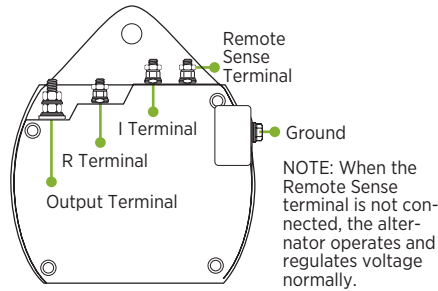 Remote
Sense
Terminal
I Terminal
Ground
R Terminal
Output Terminal
NOTE: When the
Remote Sense
terminal is not con-
nected, the alter-
nator operates and
regulates voltage
normally.